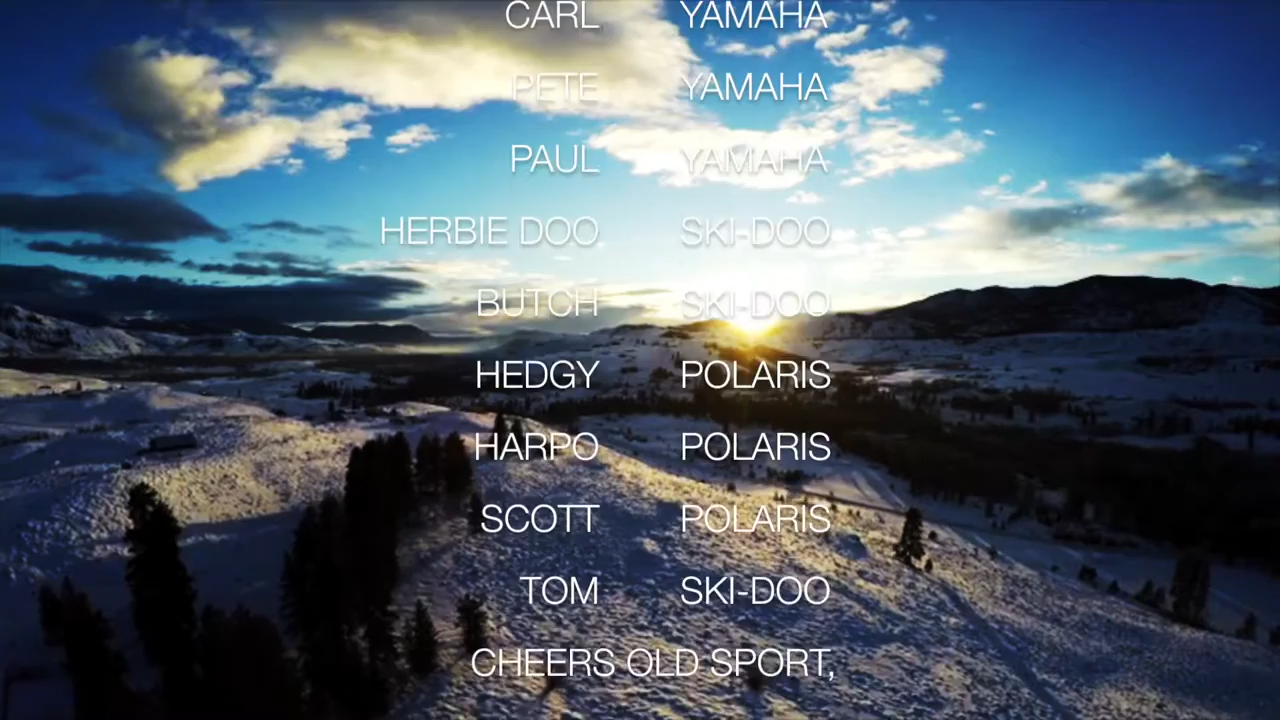 CARL YAMAHA
PETE YAMAHA
PAUL YAMAHA
HERBIE DOO SKI-DOO
BUTCH SKI-DOO
HEDGY POLARIS
HARPO POLARIS
SCOTT POLARIS
TOM SKI-DOO
CHEERS OLD SPORT,